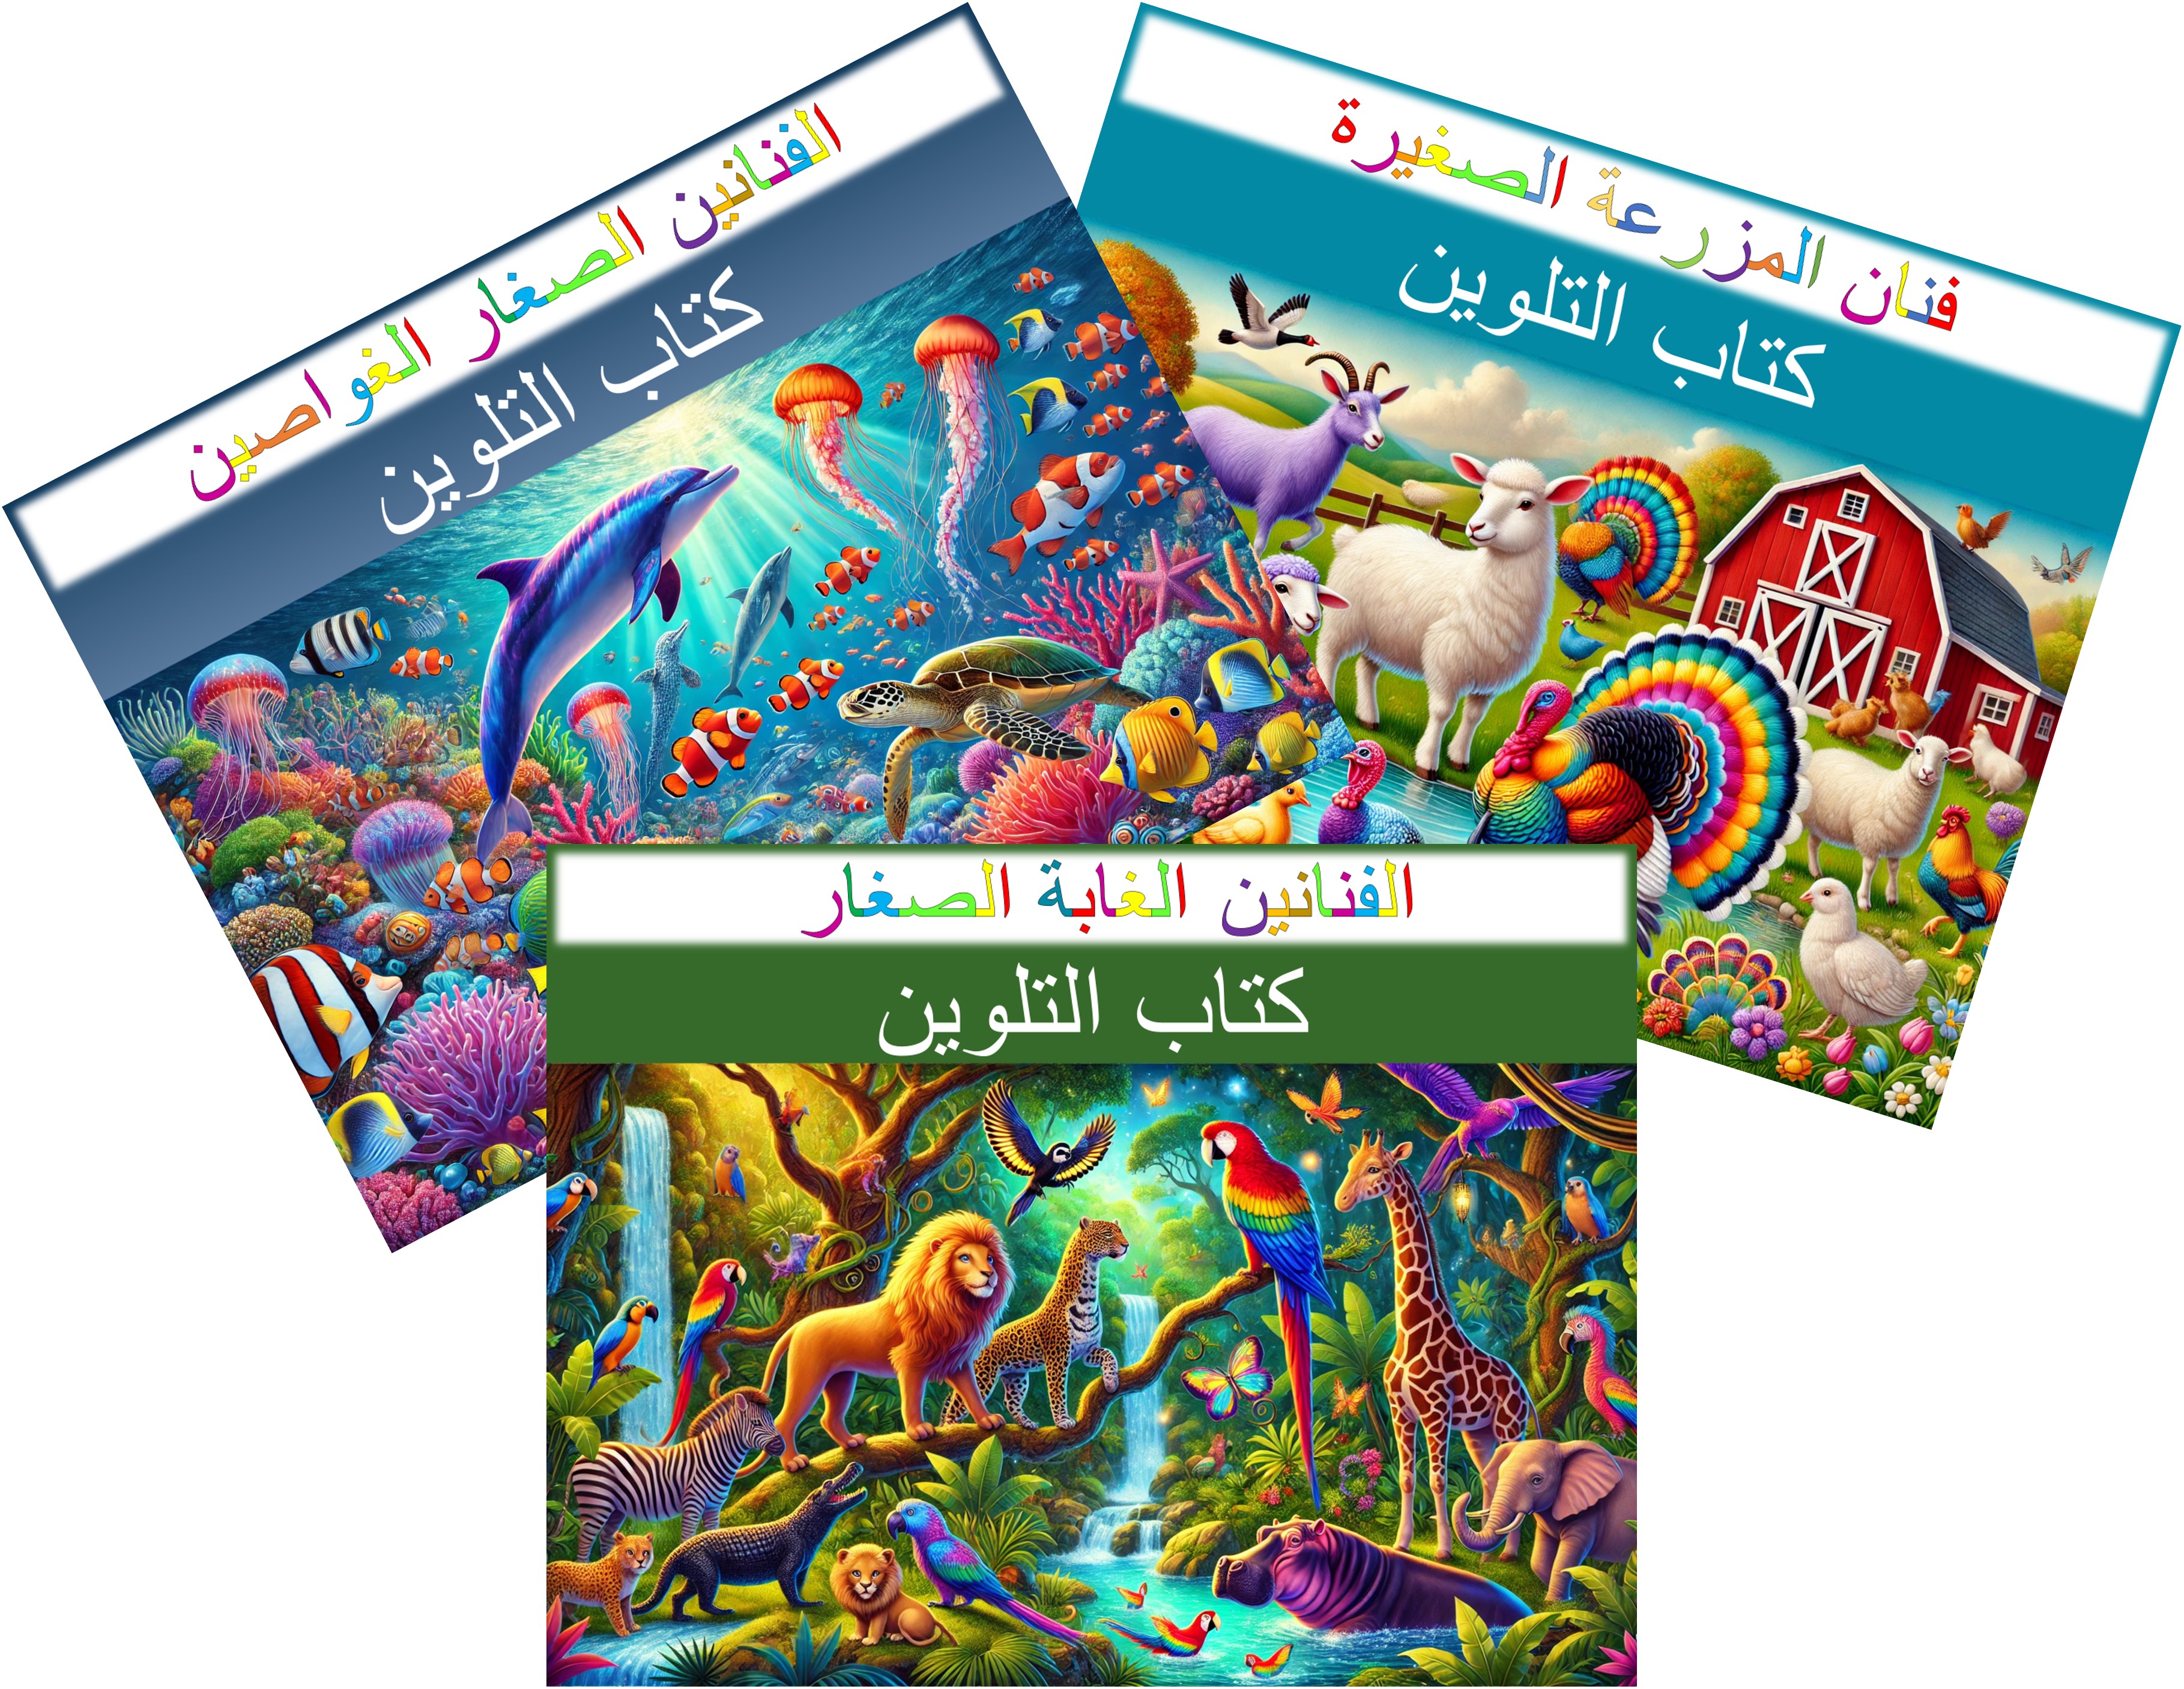 الفنانين الصغار الغواصين
كتاب التلوين
فنان المزرعة الصغيرة
كتاب التلوين
الفنانين الغابة الصغار
كتاب التلوين